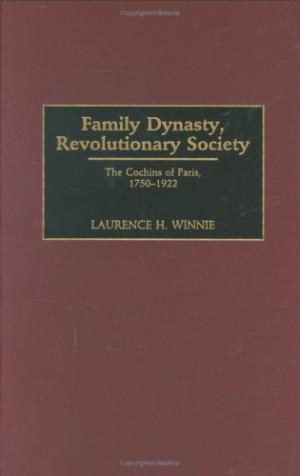 Copyrighted Material
Family Dynasty,
Revolutionary Society
The Cochins of Paris,
1750–1922
LAURENCE H. WINNIE
Copyrighted Material